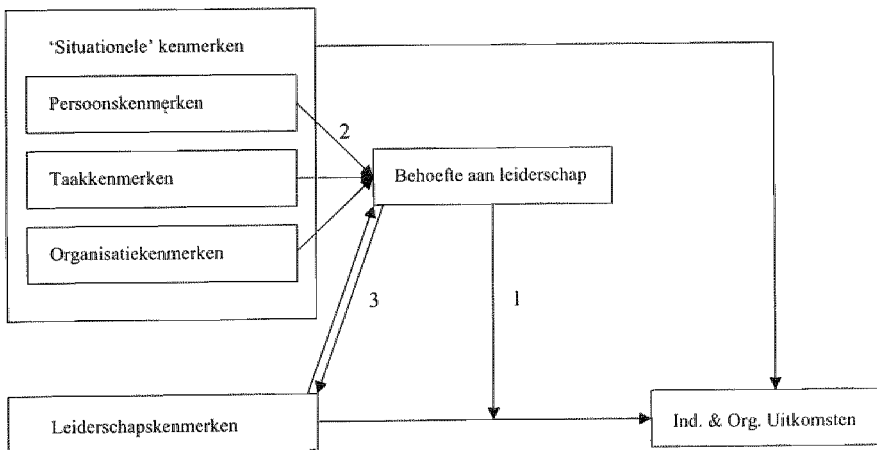 ‘Situationele’ kenmerken
Persoonskenmerken
2
Taakkenmerken
Behoefte aan leiderschap
Organisatiekenmerken
3
1
Leiderschapskenmerken
Ind. & Org. Uitkomsten